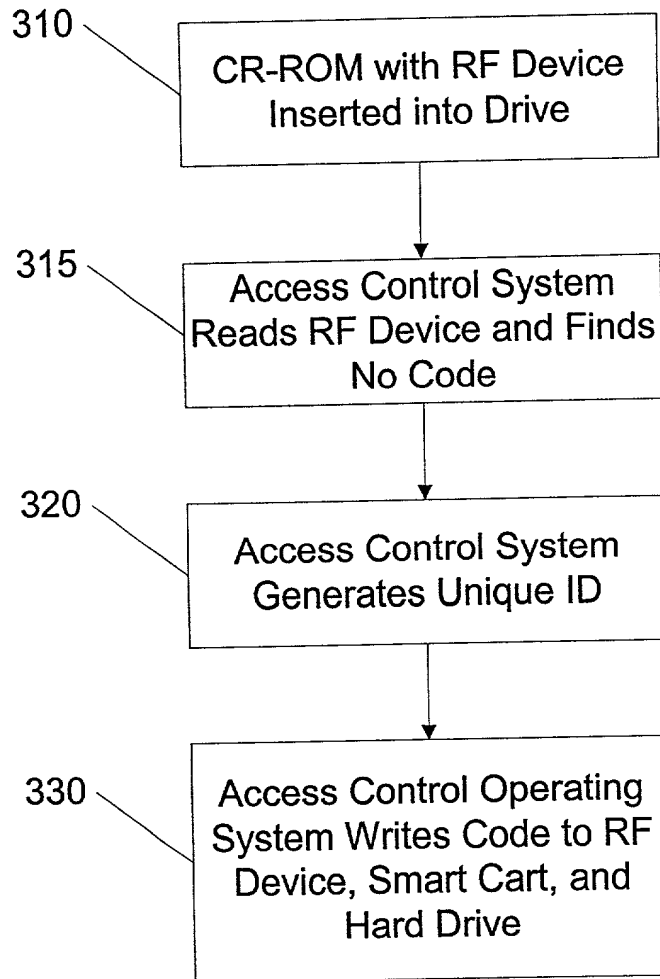 310
CR-ROM with RF Device
Inserted into Drive
315
Access Control System
Reads RF Device and Finds
No Code
320
Access Control System
Generates Unique ID
330
Access Control Operating
System Writes Code to RF
Device, Smart Cart, and
Hard Drive